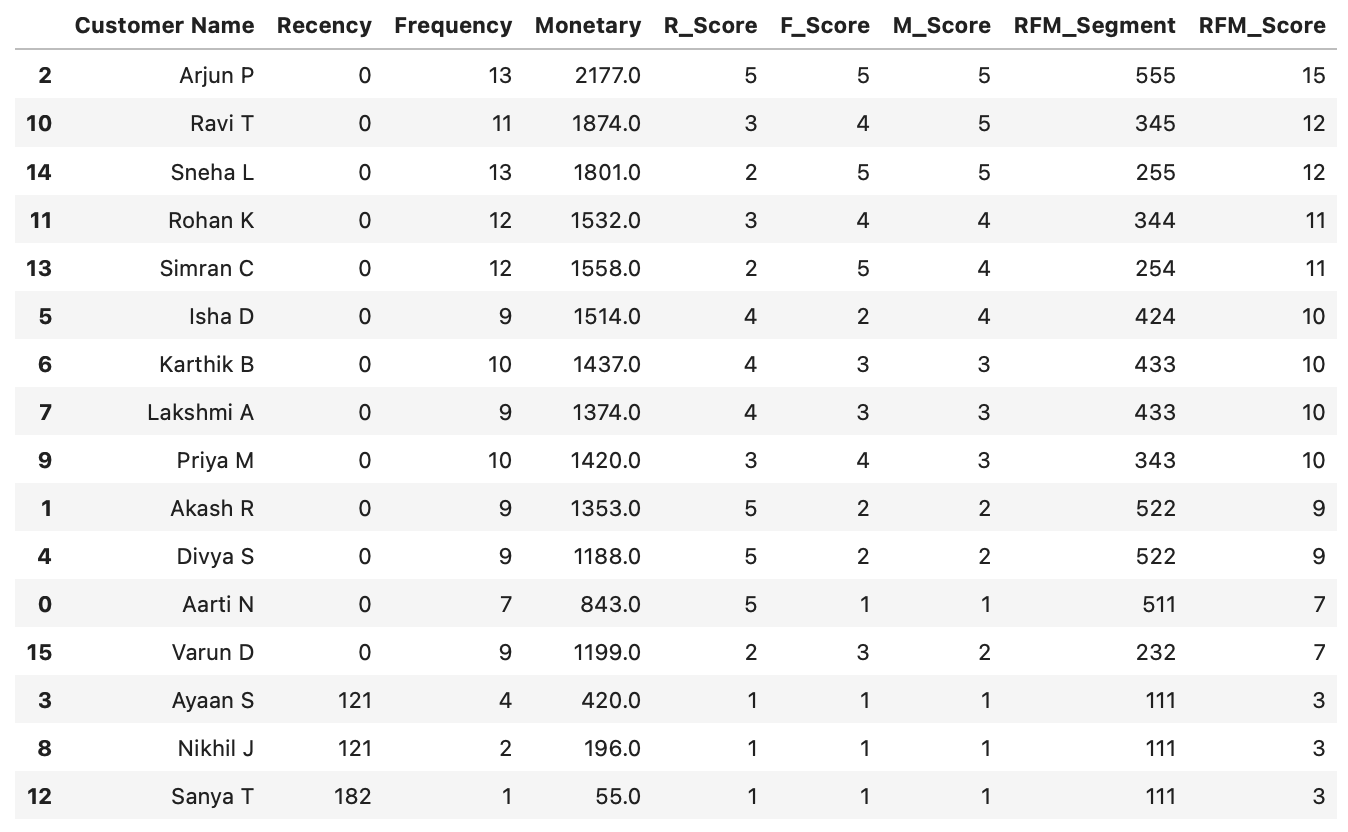 Customer Name Recency Frequency Monetary R_Score F_Score M_Score RFM_Segment RFM_Score
2 Arjun P 0 13 2177.0 5 5 5 555 15
10 Ravi T 0 11 1874.0 3 4 5 345 12
14 Sneha L 0 13 1801.0 2 5 5 255 12
11 Rohan K 0 12 1532.0 3 4 4 344 11
13 Simran C 0 12 1558.0 2 5 4 254 11
5 Isha D 0 9 1514.0 4 2 4 424 10
6 Karthik B 0 10 1437.0 4 3 3 433 10
7 Lakshmi A 0 9 1374.0 4 3 3 433 10
9 Priya M 0 10 1420.0 3 4 3 343 10
1 Akash R 0 9 1353.0 5 2 2 522 9
4 Divya S 0 9 1188.0 5 2 2 522 9
0 Aarti N 0 7 843.0 5 1 1 511 7
15 Varun D 0 9 1199.0 2 3 2 232 7
3 Ayaan S 121 4 420.0 1 1 1 111 3
8 Nikhil J 121 2 196.0 1 1 1 111 3
12 Sanya T 182 1 55.0 1 1 1 111 3